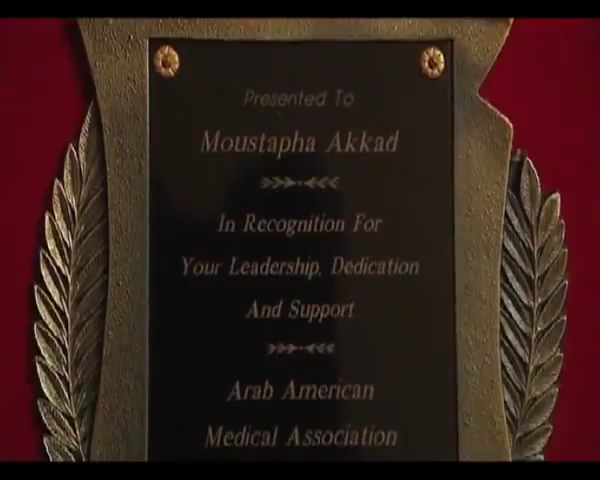 Presented To
Moustapha Akkad
In Recognition For
Your Leadership, Dedication
And Support
Arab American
Medical Association